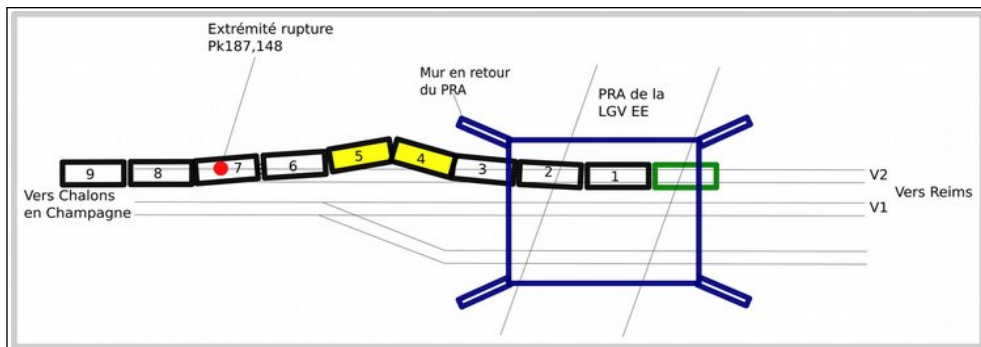 Extrémité rupture
Pk187,148
Mur en retour
du PRA
PRA de la
LGV EE
9
8
7
6
5
4
3
2
1
V2
V1
Vers Reims
Vers Chalons
en Champagne